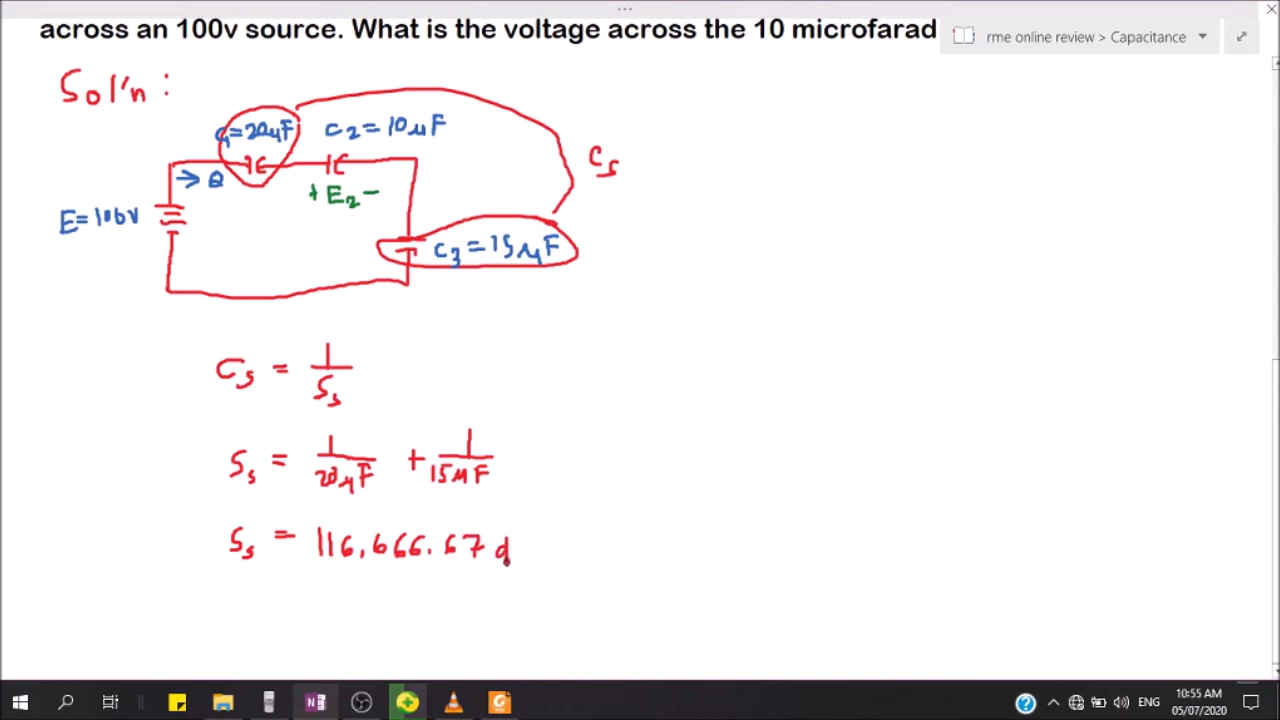 across an 100v source. What is the voltage across the 10 microfarad
rme online review > Capacitance
Sol'n :
C1=20μF
C2=10μF
Cs
→ Q
+ E2 -
E=100V
C3=15μF
Cs = 1/Ss
Ss = 1/20μF + 1/15μF
Ss = 116,666.67 d
ENG
10:55 AM
05/07/2020